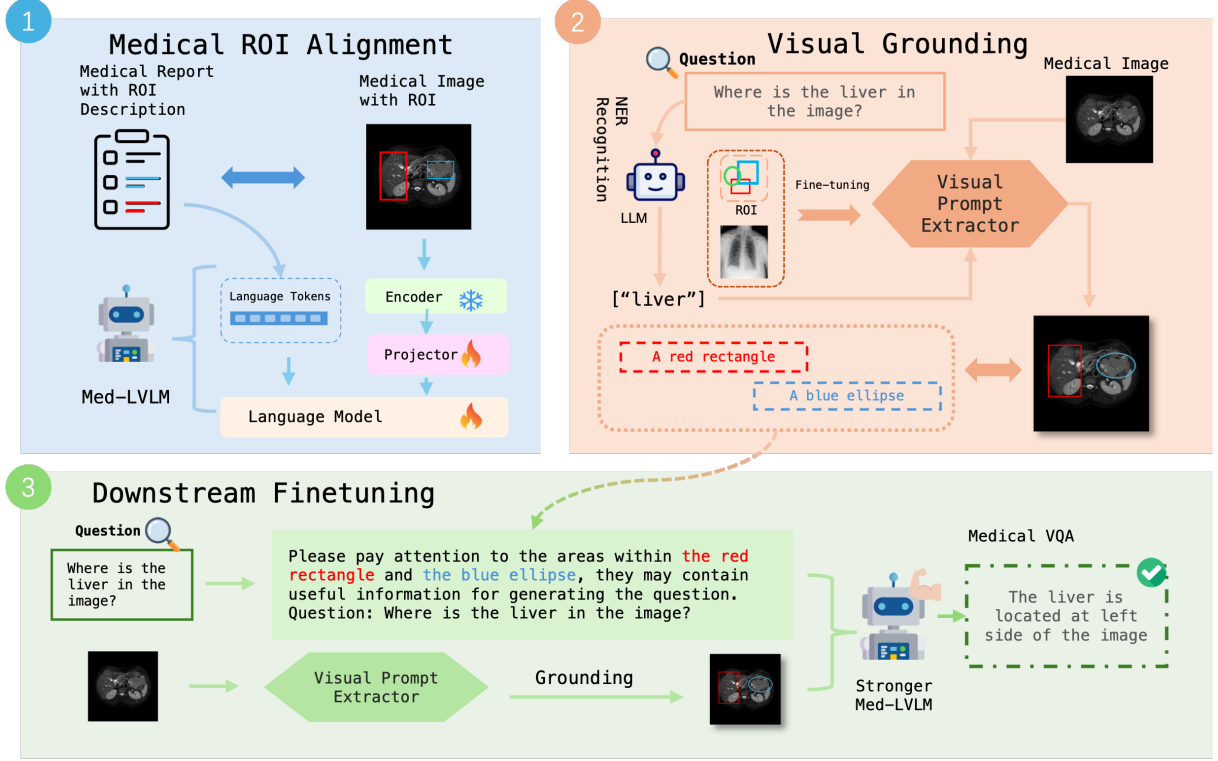 1
Medical ROI Alignment
Medical Report
with ROI
Description
Medical Image
with ROI
Language Tokens
Encoder
Projector
Language Model
Med-LVLM
2
Visual Grounding
Question
Where is the liver in
the image?
Medical Image
NER
Recognition
LLM
ROI
Fine-tuning
Visual
Prompt
Extractor
[“liver”]
A red rectangle
A blue ellipse
3
Downstream Finetuning
Question
Where is the
liver in the
image?
Please pay attention to the areas within the red
rectangle and the blue ellipse, they may contain
useful information for generating the question.
Question: Where is the liver in the image?
Visual Prompt
Extractor
Grounding
Stronger
Med-LVLM
Medical VQA
The liver is
located at left
side of the image